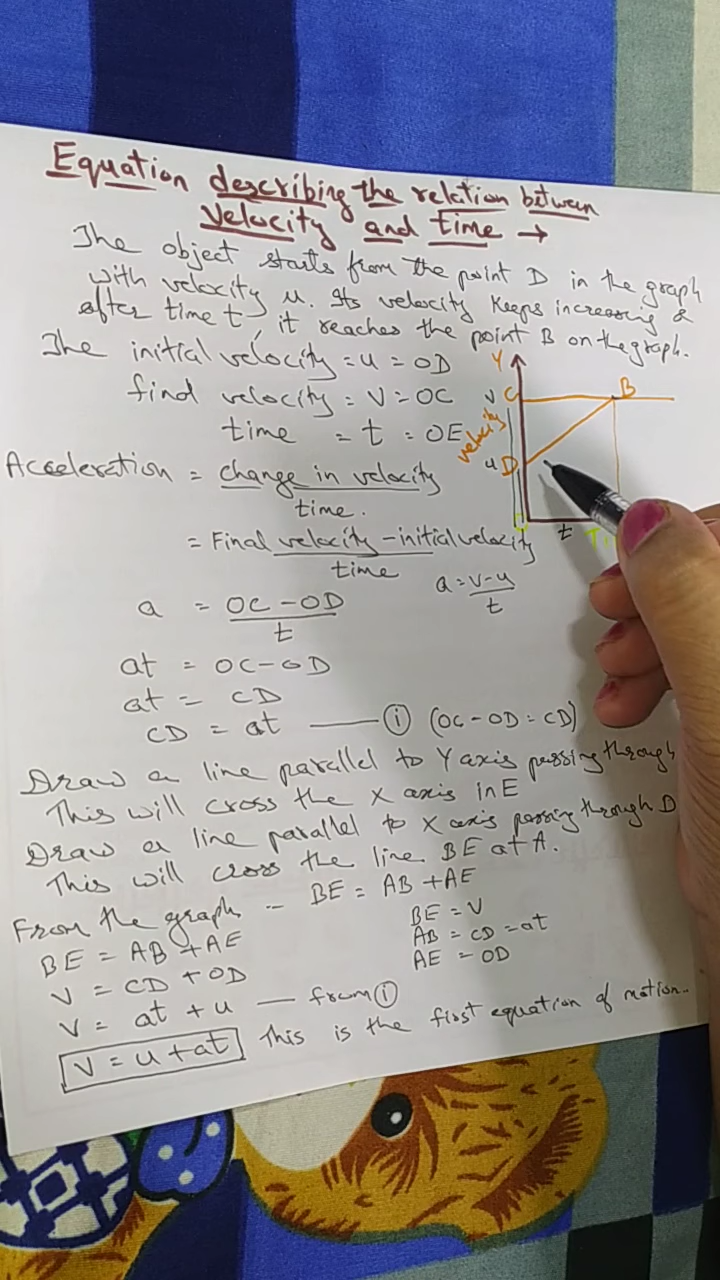 Equation describing the relation between
Velocity and time →
The object starts from the point D in the graph
with velocity u. Its velocity keeps increasing &
after time t, it reaches the point B on the graph.
The initial velocity = u = OD
find velocity = V = OC
time = t = OE
Y
v C
B
velocity
u D
t
Ti
Acceleration = change in velocity
time.
= Final velocity - initial velocity
time
a = v-u
t
a = OC - OD
t
at = OC - OD
at = CD
CD = at —— ① (OC - OD = CD)
Draw a line parallel to Y axis passing through
This will cross the X axis in E
Draw a line parallel to X axis passing through D
This will cross the line BE at A.
From the graph - BE = AB + AE
BE = AB + AE
BE = V
V = CD + OD
AB = CD = at
AE = OD
V = at + u — from ①
V = u + at This is the first equation of motion.